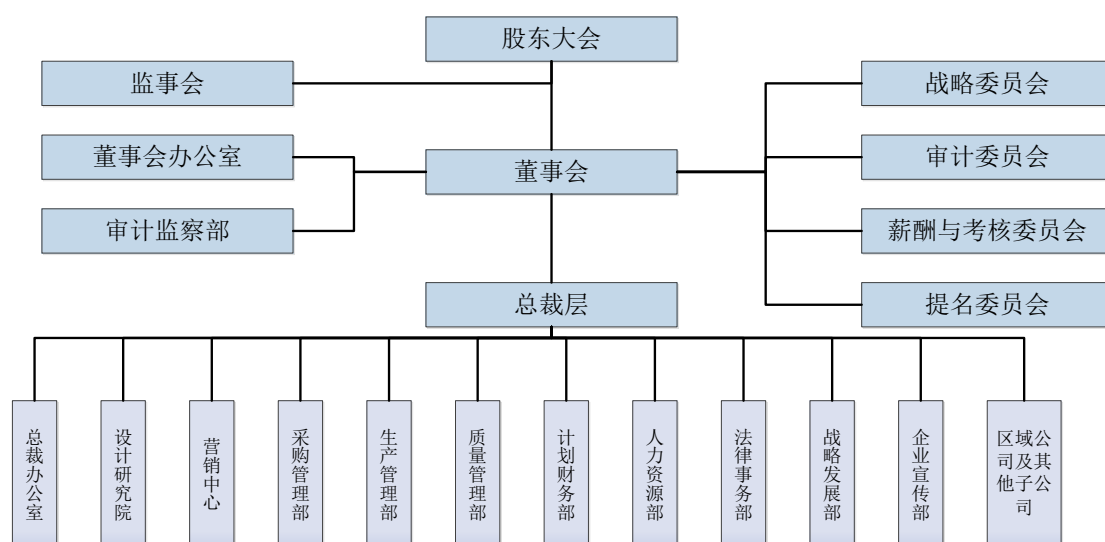 股东大会
监事会
战略委员会
董事会办公室
董事会
审计委员会
审计监察部
薪酬与考核委员会
总裁层
提名委员会
总裁办公室
设计研究院
营销中心
采购管理部
生产管理部
质量管理部
计划财务部
人力资源部
法律事务部
战略发展部
企业宣传部
区域公
司及其
他子公
司